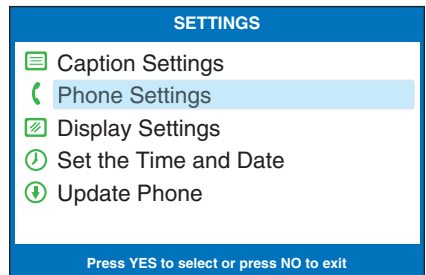 SETTINGS
Caption Settings
Phone Settings
Display Settings
Set the Time and Date
Update Phone
Press YES to select or press NO to exit